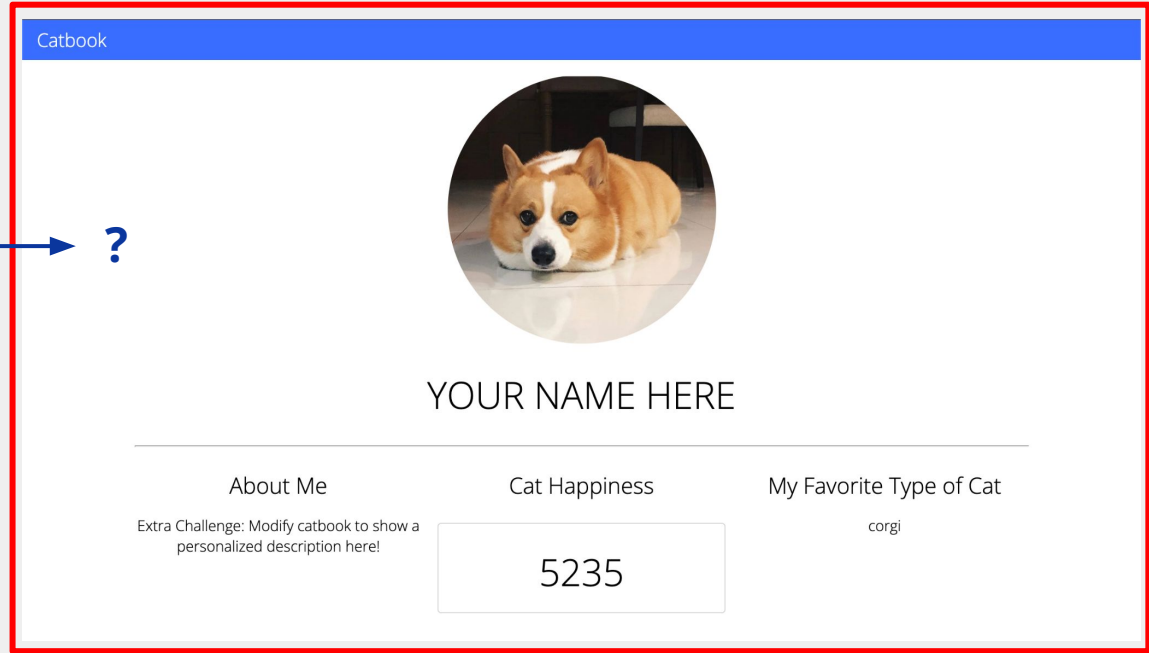 Catbook
?
YOUR NAME HERE
About Me
Cat Happiness
My Favorite Type of Cat
Extra Challenge: Modify catbook to show a
personalized description here!
corgi
5235